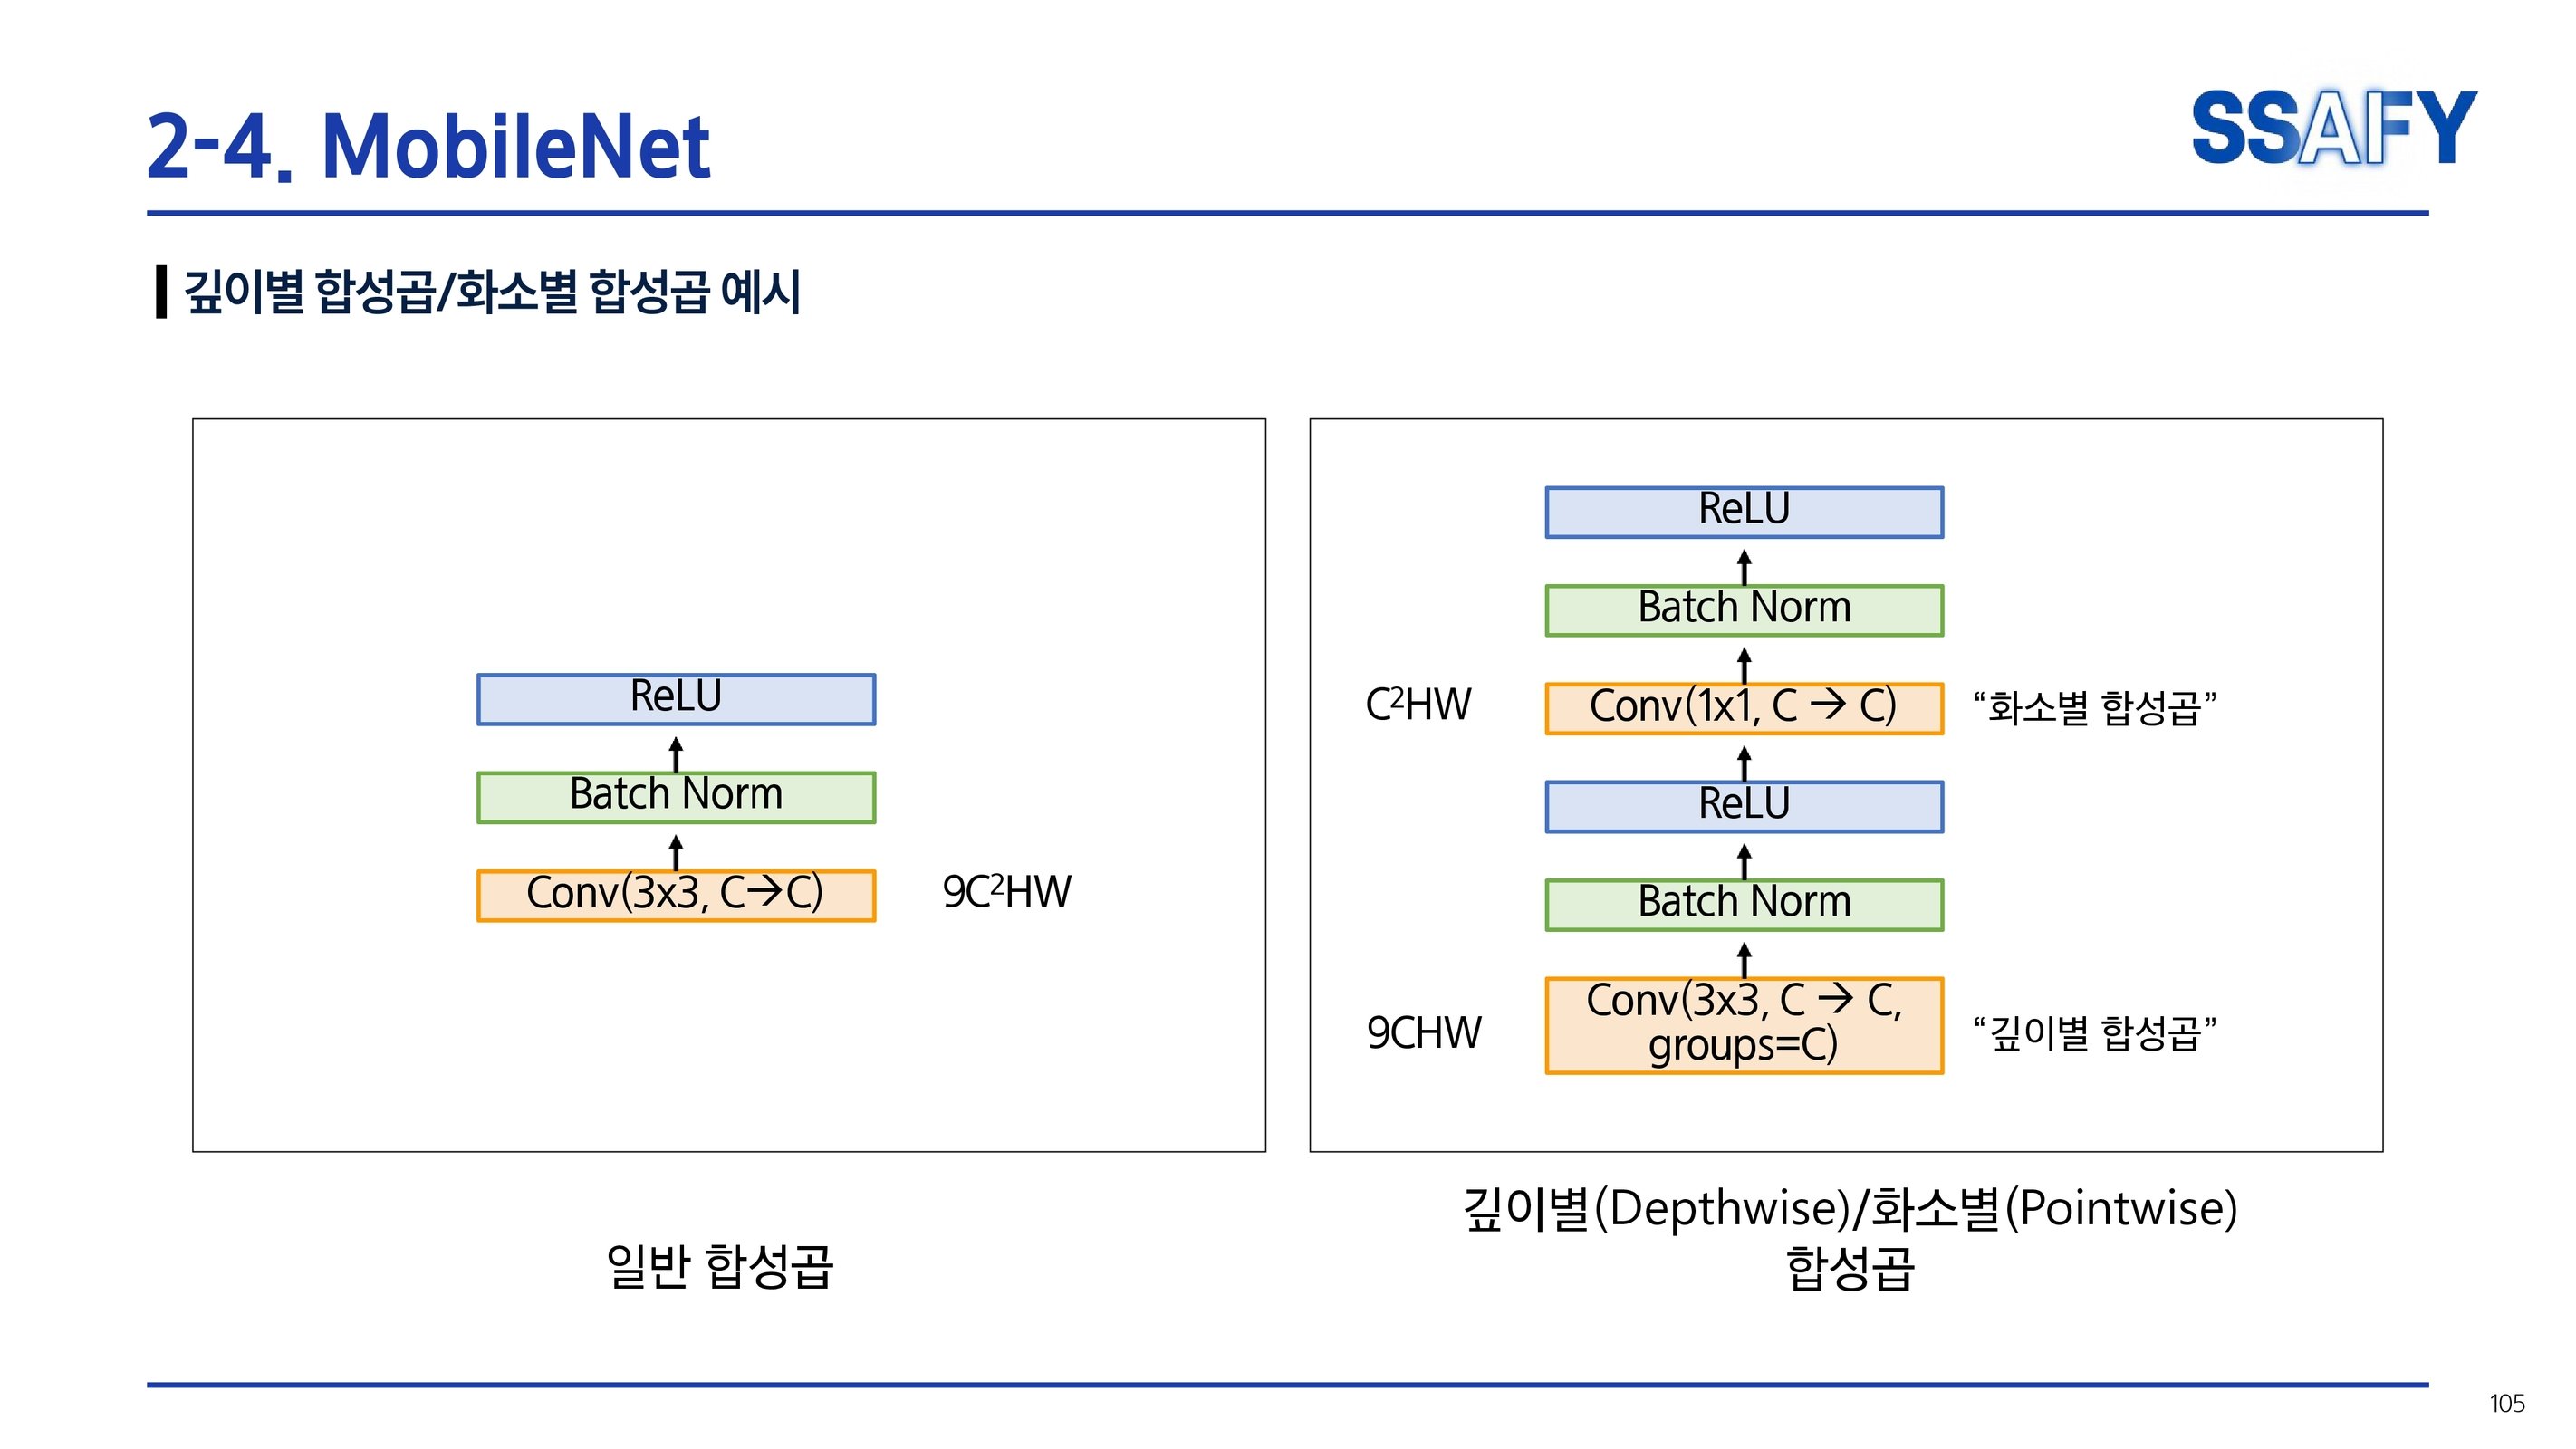 2-4. MobileNet
SSAFY
깊이별 합성곱/화소별 합성곱 예시
ReLU
Batch Norm
Conv(3x3, C→C)
9C²HW
일반 합성곱
ReLU
Batch Norm
C²HW
Conv(1x1, C → C)
“화소별 합성곱”
ReLU
Batch Norm
9CHW
Conv(3x3, C → C,
groups=C)
“깊이별 합성곱”
깊이별(Depthwise)/화소별(Pointwise)
합성곱
105